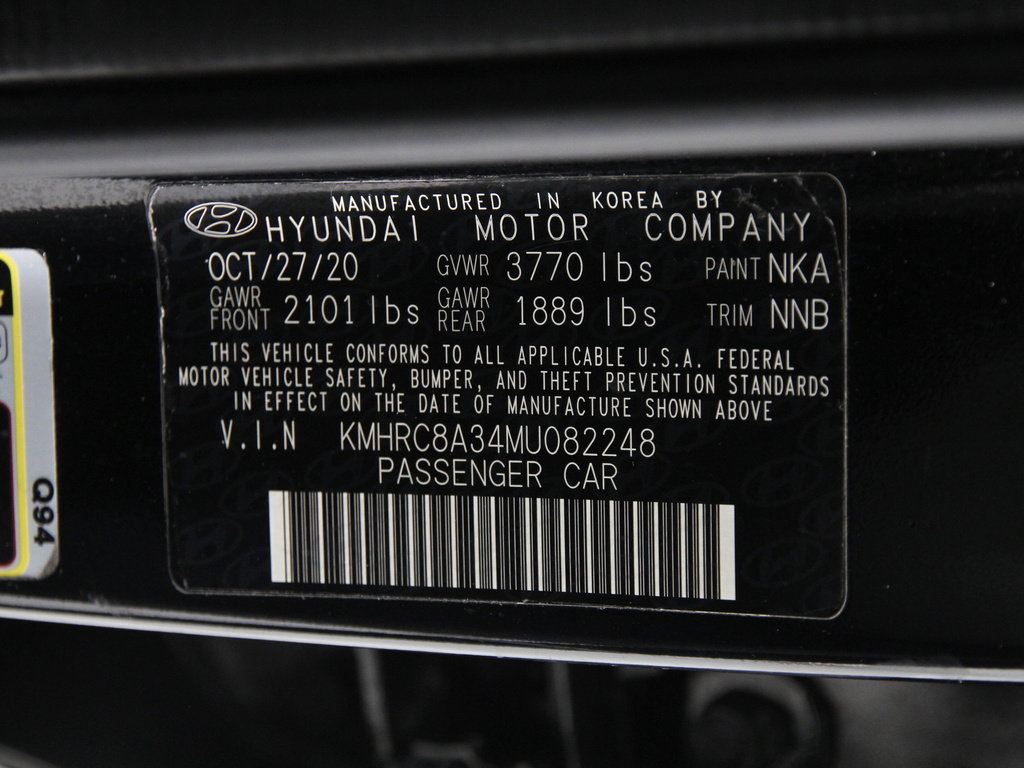 MANUFACTURED IN KOREA BY
HYUNDAI MOTOR COMPANY
OCT/27/20 GVWR 3770 lbs PAINT NKA
GAWR FRONT 2101 lbs GAWR REAR 1889 lbs TRIM NNB
THIS VEHICLE CONFORMS TO ALL APPLICABLE U.S.A. FEDERAL
MOTOR VEHICLE SAFETY, BUMPER, AND THEFT PREVENTION STANDARDS
IN EFFECT ON THE DATE OF MANUFACTURE SHOWN ABOVE
V.I.N KMHRC8A34MU082248
PASSENGER CAR
Q94